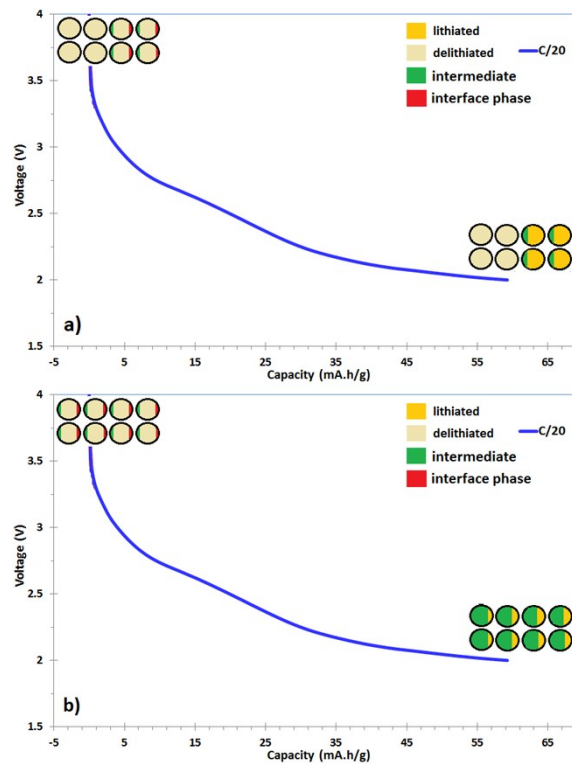 4
3.5
3
2.5
2
1.5
Voltage (V)
lithiated
delithiated
intermediate
interface phase
C/20
a)
-5 5 15 25 35 45 55 65
Capacity (mA.h/g)
4
3.5
3
2.5
2
1.5
Voltage (V)
lithiated
delithiated
intermediate
interface phase
C/20
b)
-5 5 15 25 35 45 55 65
Capacity (mA.h/g)